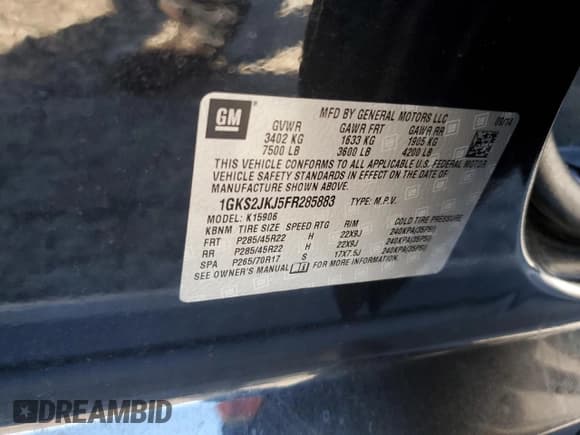 GM
MFD BY GENERAL MOTORS LLC 09/14
GVWR GAWR FRT GAWR RR
3402 KG 1633 KG 1905 KG
7500 LB 3600 LB 4200 LB
THIS VEHICLE CONFORMS TO ALL APPLICABLE U.S. FEDERAL MOTOR
VEHICLE SAFETY STANDARDS IN EFFECT ON THE DATE OF
MANUFACTURE SHOWN ABOVE.
1GKS2JKJ5FR285883 TYPE: M.P.V.
MODEL: K15906
KBNM TIRE SIZE SPEED RTG RIM COLD TIRE PRESSURE
FRT P285/45R22 H 22X9J 240KPA(35PSI)
RR P285/45R22 H 22X9J 240KPA(35PSI)
SPA P265/70R17 S 17X7.5J 240KPA(35PSI)
SEE OWNER'S MANUAL FOR MORE INFORMATION.
DREAMBID